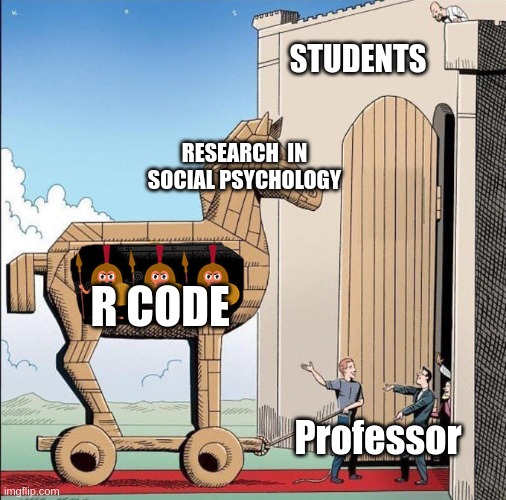 STUDENTS
RESEARCH IN
SOCIAL PSYCHOLOGY
R CODE
Professor
imgflip.com